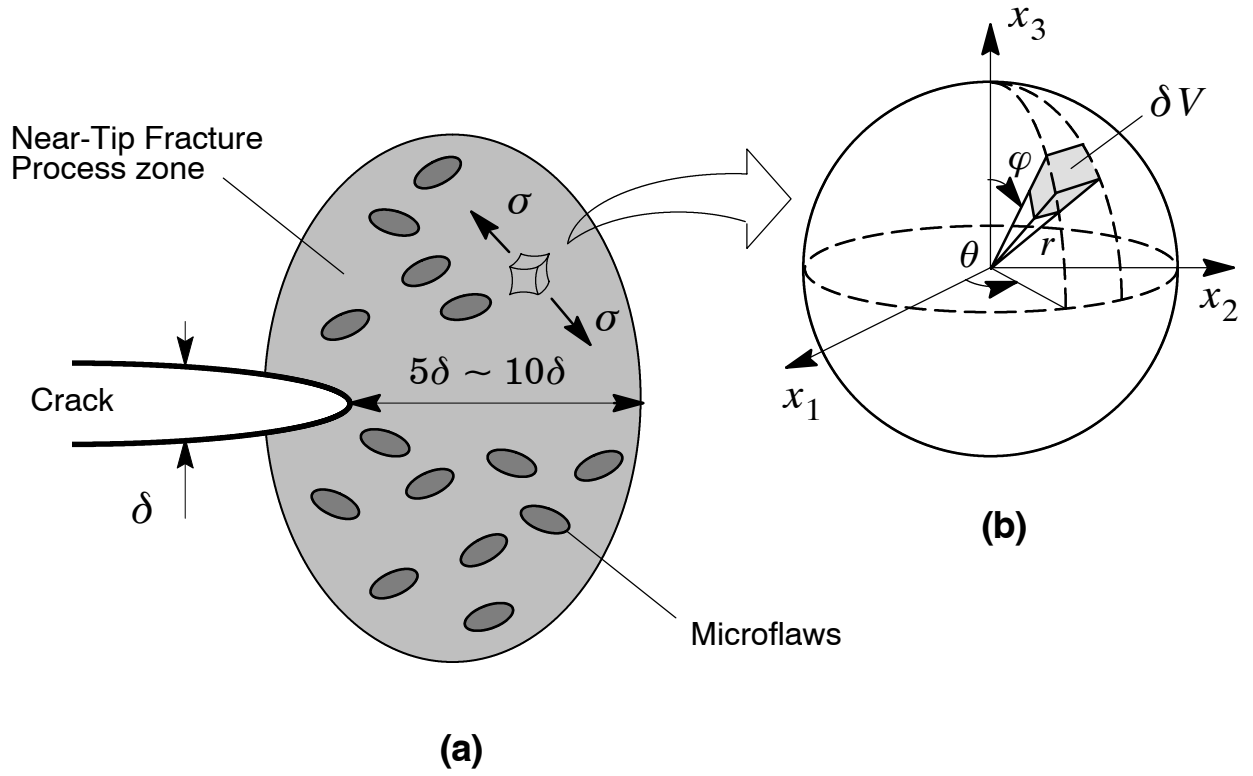 Near-Tip Fracture
Process zone
σ
σ
5δ ~ 10δ
Crack
δ
Microflaws
(a)
x₃
δV
φ
θ
r
x₂
x₁
(b)